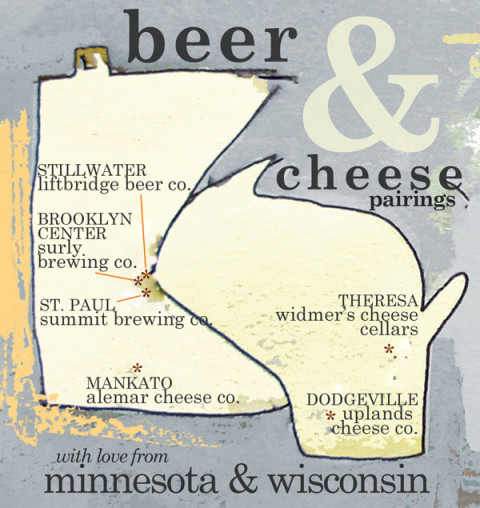 beer
&
cheese
pairings
STILLWATER
liftbridge beer co.
BROOKLYN
CENTER
surly
brewing co.
ST. PAUL
summit brewing co.
MANKATO
alemar cheese co.
THERESA
widmer's cheese
cellars
DODGEVILLE
uplands
cheese co.
with love from
minnesota & wisconsin